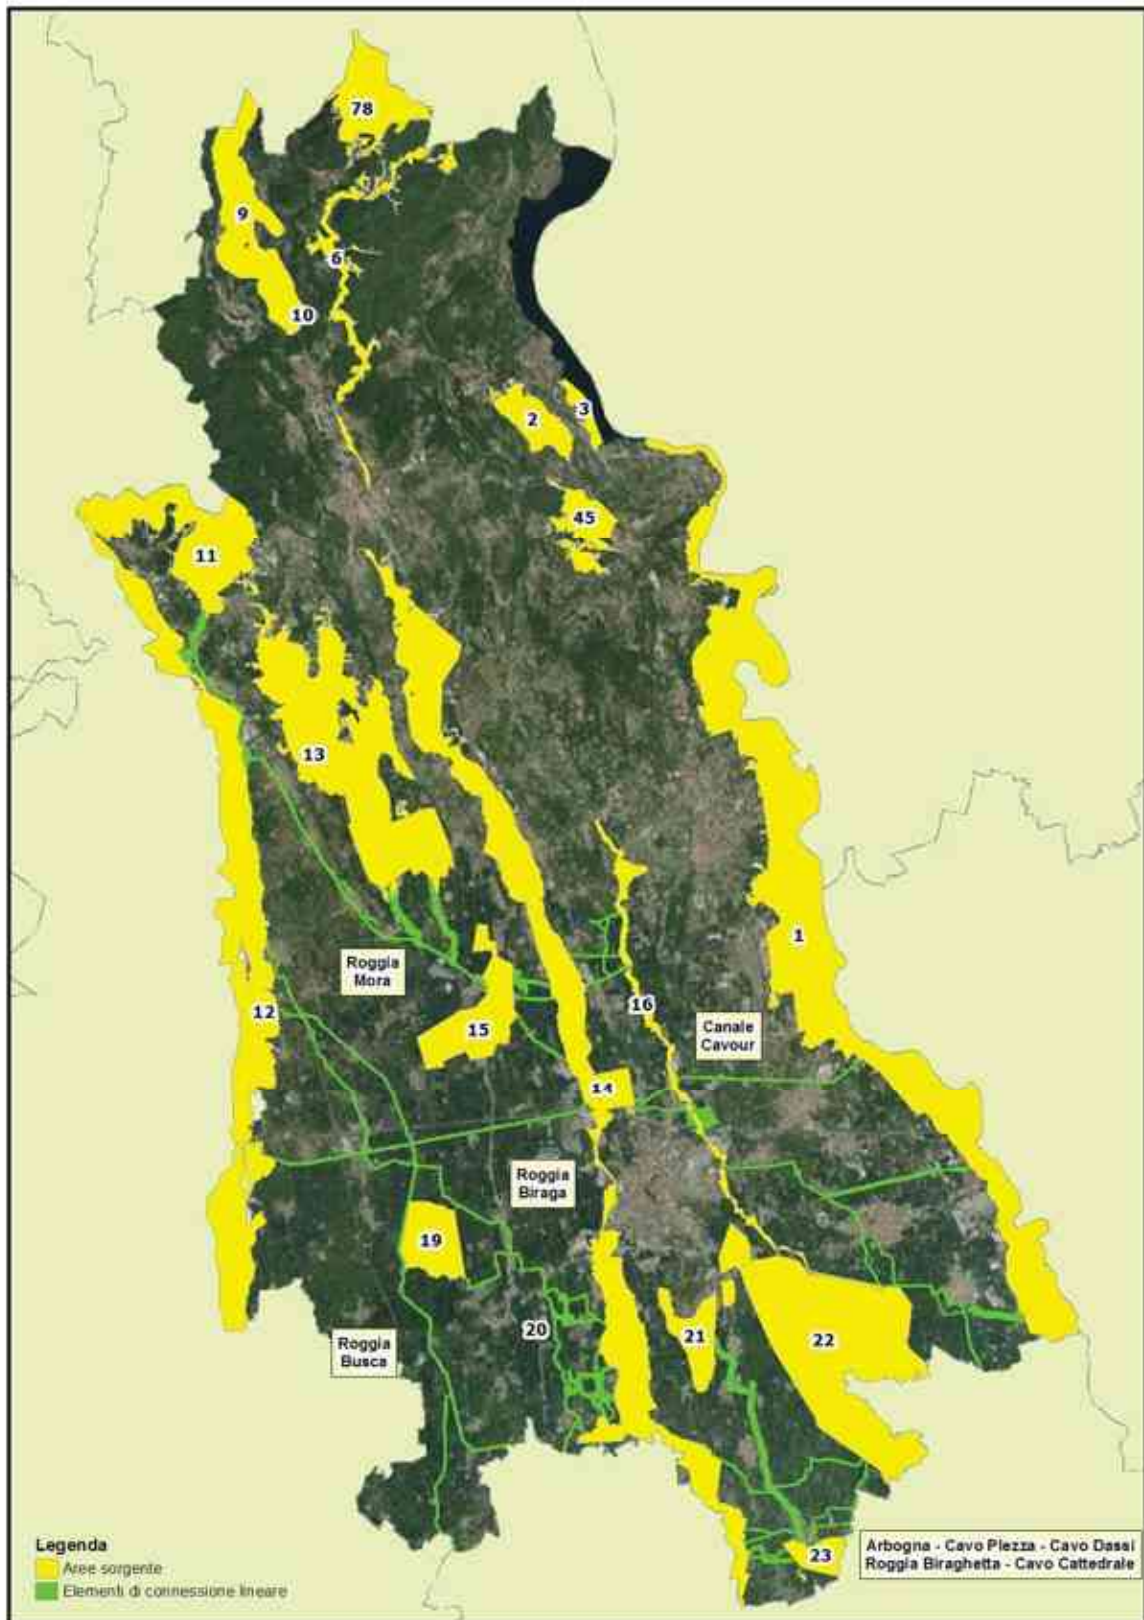 78
9
6
10
2
3
45
11
13
1
Roggia
Mora
12
16
15
Canale
Cavour
14
Roggia
Biraga
19
20
21
22
Roggia
Busca
23
Legenda
Aree sorgente
Elementi di connessione lineare
Arbogna - Cavo Plezza - Cavo Dassi
Roggia Biraghetta - Cavo Cattedrale